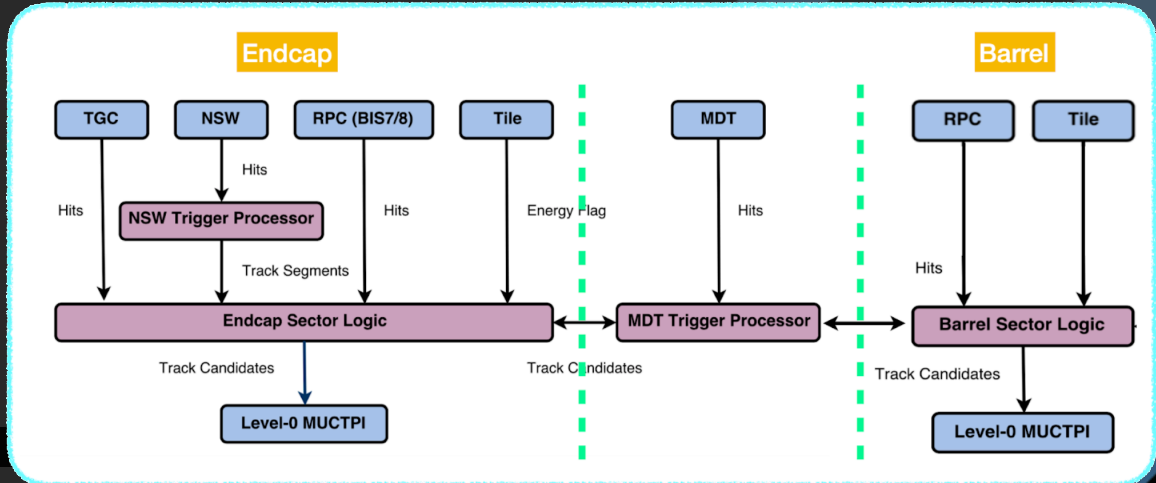 Endcap
Barrel
TGC
NSW
RPC (BIS7/8)
Tile
MDT
RPC
Tile
Hits
Hits
Hits
Energy Flag
Hits
NSW Trigger Processor
Track Segments
Hits
Endcap Sector Logic
MDT Trigger Processor
Barrel Sector Logic
Track Candidates
Track Candidates
Track Candidates
Level-0 MUCTPI
Level-0 MUCTPI